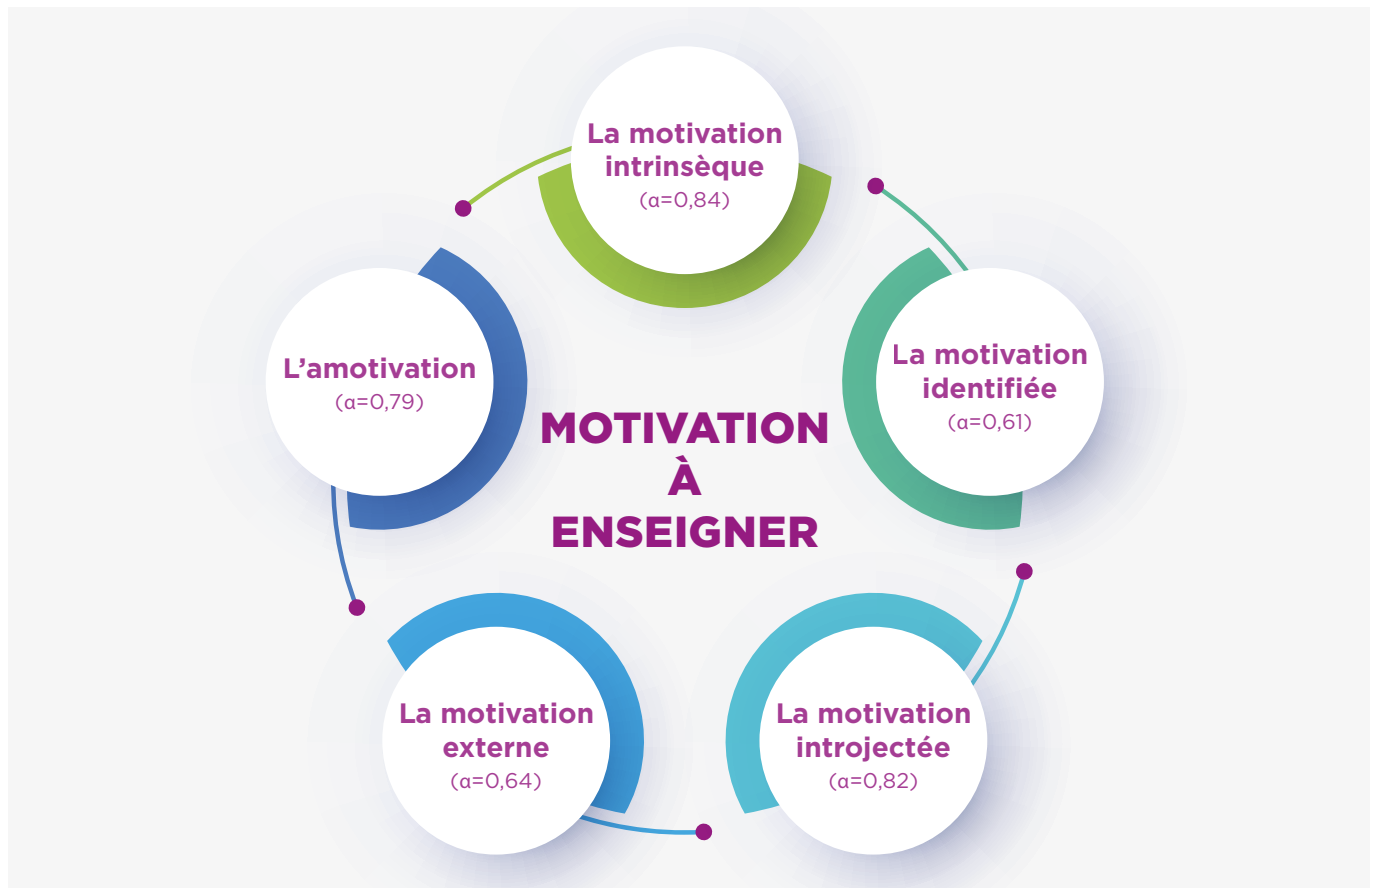 La motivation
intrinsèque
(α=0,84)
La motivation
identifiée
(α=0,61)
La motivation
introjectée
(α=0,82)
La motivation
externe
(α=0,64)
L’amotivation
(α=0,79)
MOTIVATION
À
ENSEIGNER